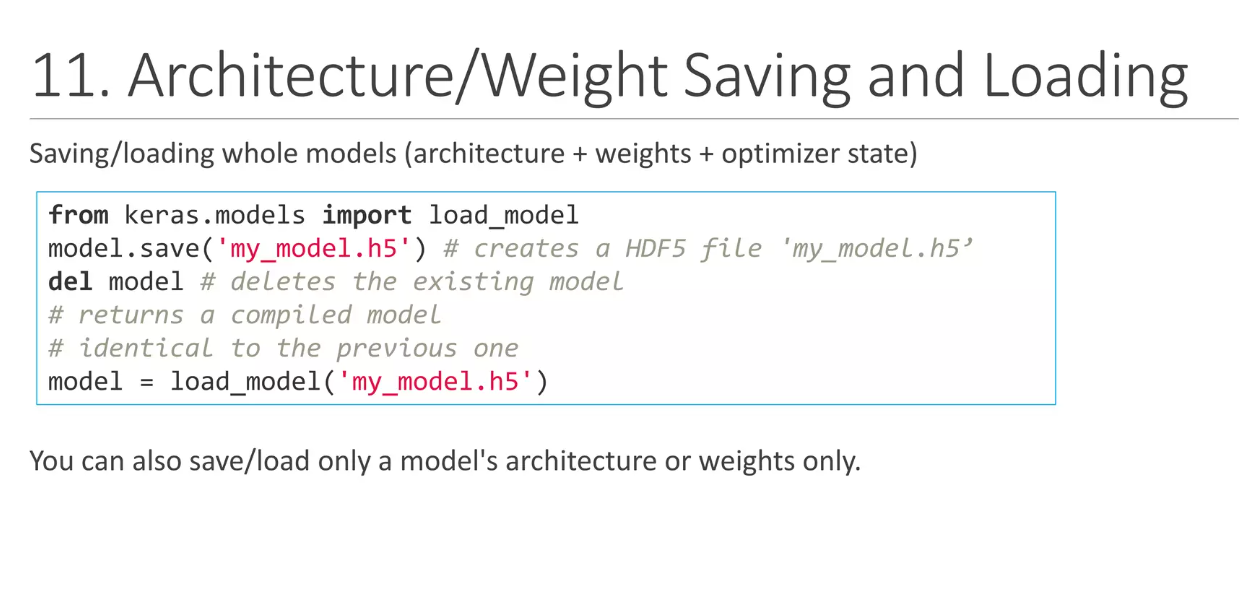 11. Architecture/Weight Saving and Loading
Saving/loading whole models (architecture + weights + optimizer state)
from keras.models import load_model
model.save('my_model.h5') # creates a HDF5 file 'my_model.h5’
del model # deletes the existing model
# returns a compiled model
# identical to the previous one
model = load_model('my_model.h5')
You can also save/load only a model's architecture or weights only.